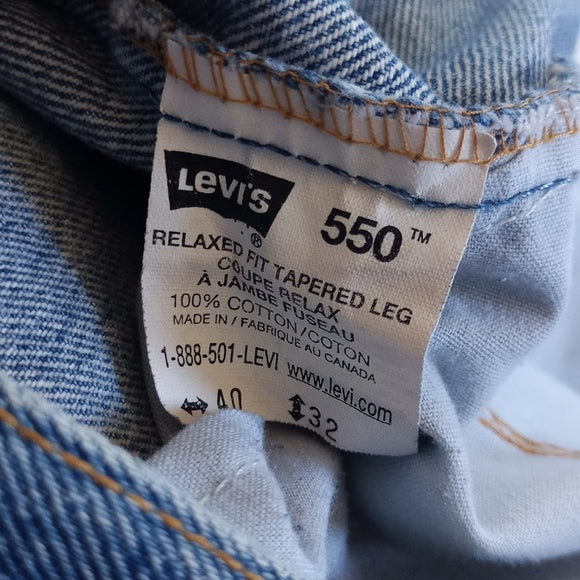 LEVI'S ® 550™
RELAXED FIT TAPERED LEG
COUPE RELAX
À JAMBE FUSEAU
100% COTTON/COTON
MADE IN / FABRIQUE AU CANADA
1-888-501-LEVI www.levi.com
40 32